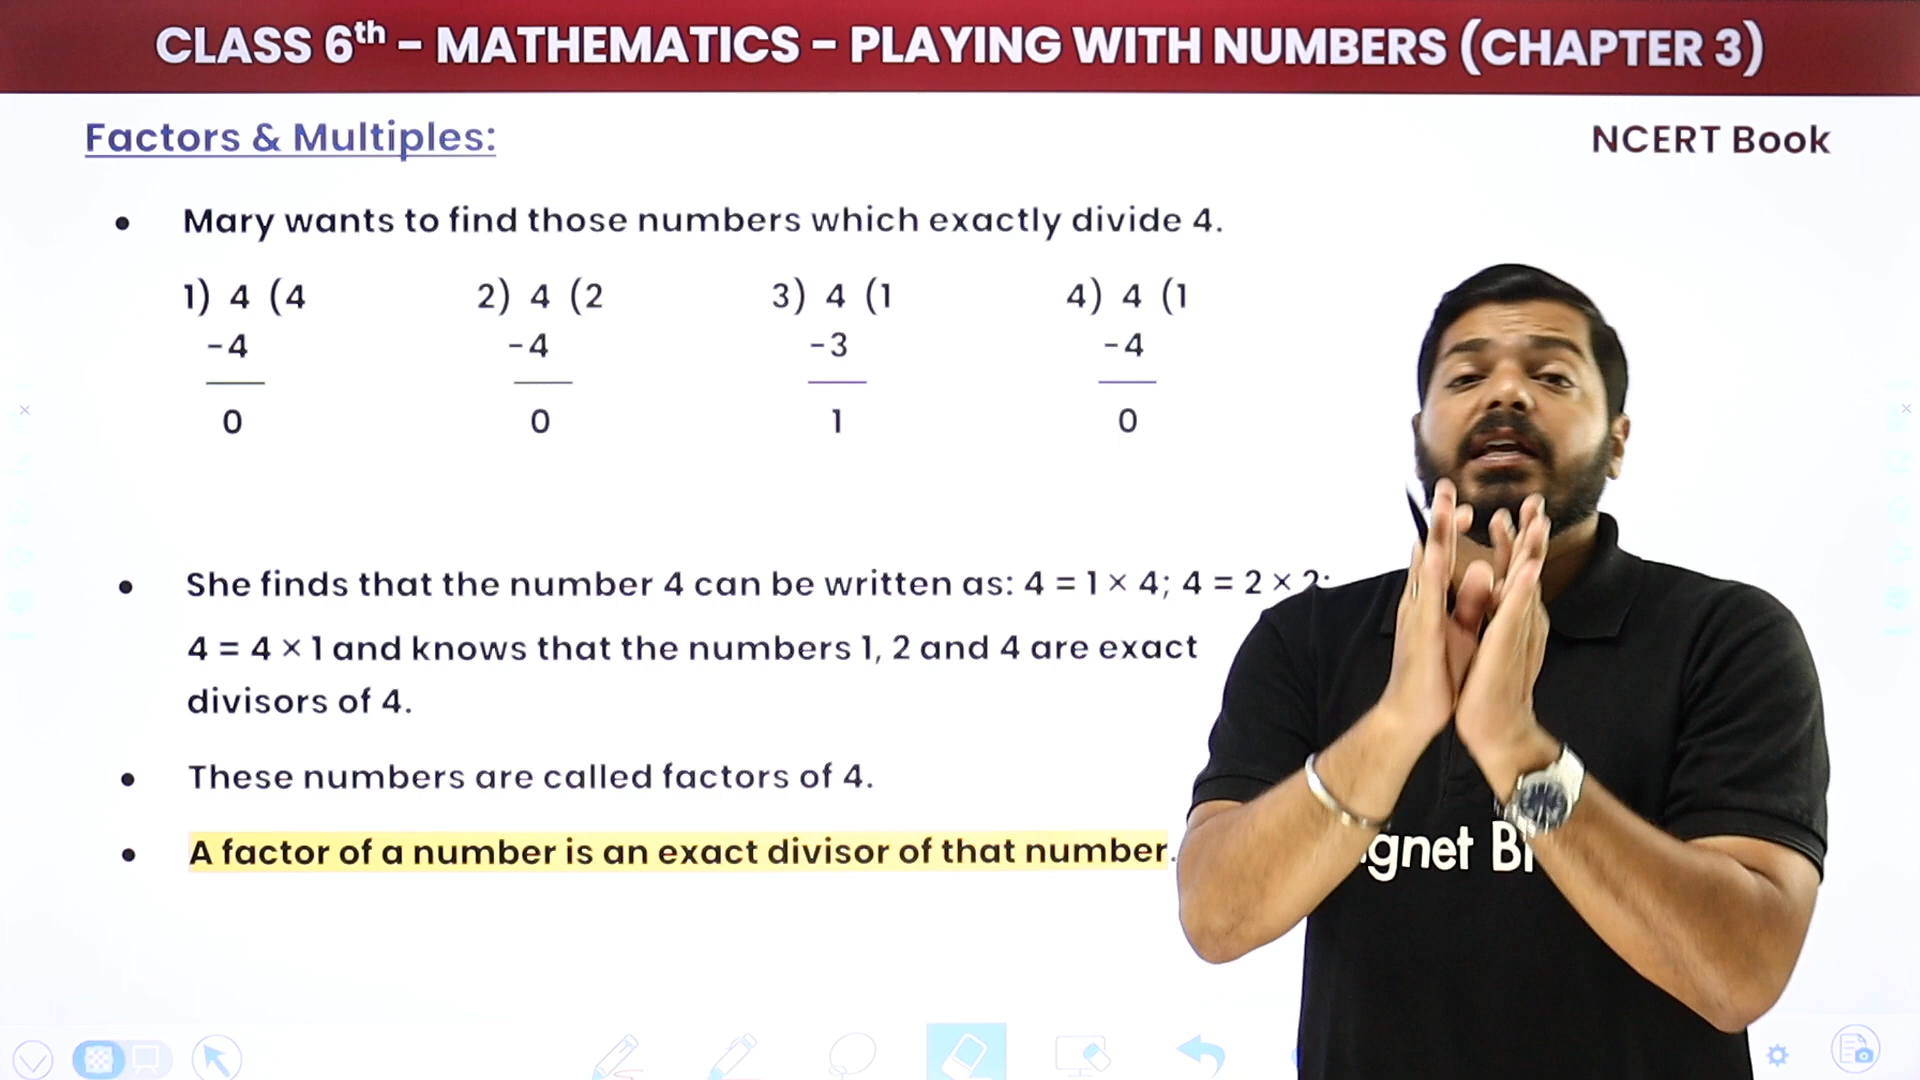 CLASS 6th – MATHEMATICS – PLAYING WITH NUMBERS (CHAPTER 3)
Factors & Multiples:
NCERT Book
• Mary wants to find those numbers which exactly divide 4.
1) 4 (4 2) 4 (2 3) 4 (1 4) 4 (1
-4 -4 -3 -4
0 0 1 0
• She finds that the number 4 can be written as: 4 = 1 × 4; 4 = 2 × 2;
4 = 4 × 1 and knows that the numbers 1, 2 and 4 are exact
divisors of 4.
• These numbers are called factors of 4.
• A factor of a number is an exact divisor of that number.
gnet Br